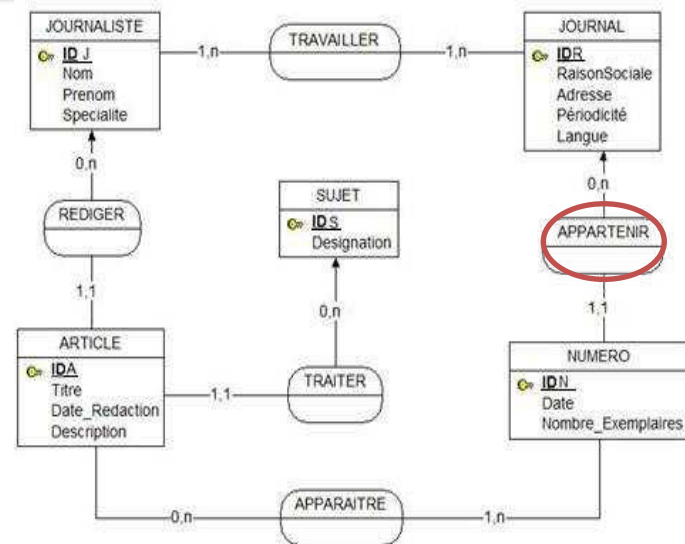 JOURNALISTE
ID J
Nom
Prenom
Specialite
1,n
TRAVAILLER
1,n
JOURNAL
IDR
RaisonSociale
Adresse
Périodicité
Langue
0,n
REDIGER
1,1
SUJET
ID S
Designation
0,n
APPARTENIR
1,1
0,n
ARTICLE
IDA
Titre
Date_Redaction
Description
1,1
TRAITER
NUMERO
IDN
Date
Nombre_Exemplaires
0,n
APPARAITRE
1,n